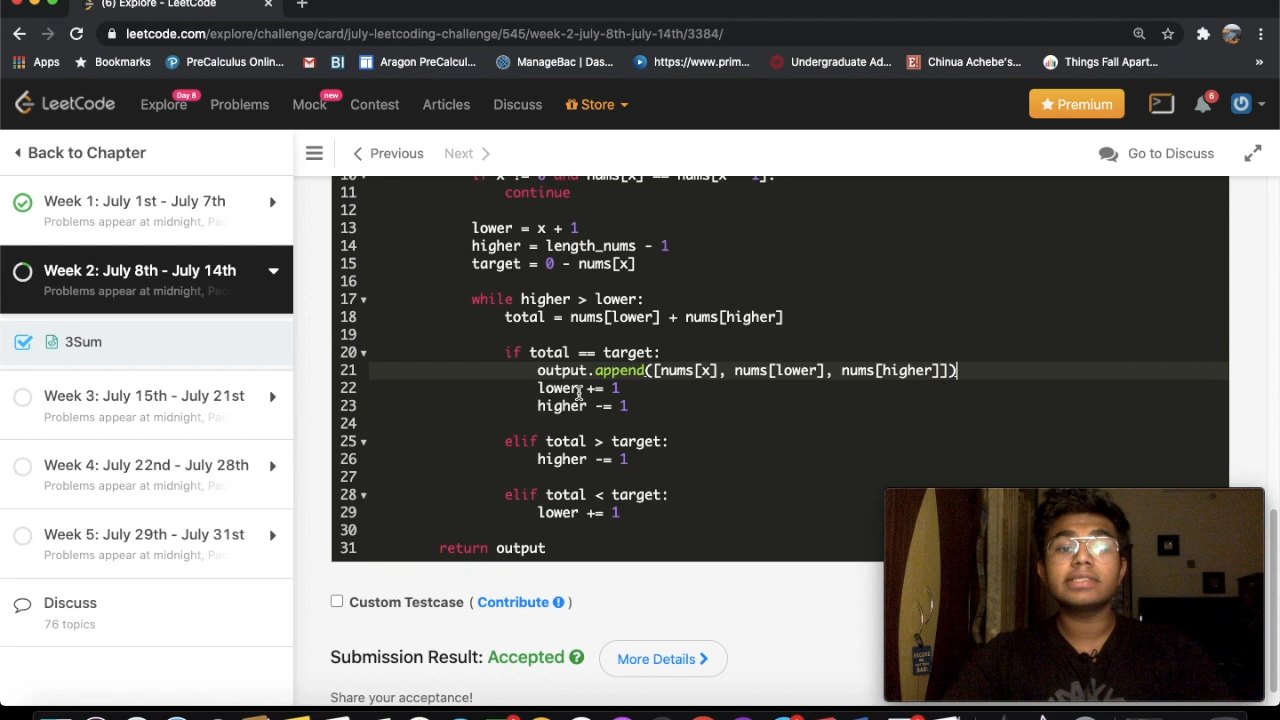 (6) Explore - LeetCode
leetcode.com/explore/challenge/card/july-leetcoding-challenge/545/week-2-july-8th-july-14th/3384/
Apps Bookmarks PreCalculus Onlin... BI Aragon PreCalcul... ManageBac | Das... https://www.prim... Undergraduate Ad... Chinua Achebe's... Things Fall Apart... »
LeetCode Explore Day 8 Problems Mock new Contest Articles Discuss Store Premium 6
Back to Chapter Previous Next Go to Discuss
Week 1: July 1st - July 7th
Problems appear at midnight, Pac
Week 2: July 8th - July 14th
Problems appear at midnight, Pac
3Sum
Week 3: July 15th - July 21st
Problems appear at midnight, Pac
Week 4: July 22nd - July 28th
Problems appear at midnight, Pac
Week 5: July 29th - July 31st
Problems appear at midnight, Pac
Discuss
76 topics
11 continue
12
13 lower = x + 1
14 higher = length_nums - 1
15 target = 0 - nums[x]
16
17 while higher > lower:
18 total = nums[lower] + nums[higher]
19
20 if total == target:
21 output.append([nums[x], nums[lower], nums[higher]])
22 lower += 1
23 higher -= 1
24
25 elif total > target:
26 higher -= 1
27
28 elif total < target:
29 lower += 1
30
31 return output
Custom Testcase ( Contribute )
Submission Result: Accepted ? More Details
Share your acceptance!